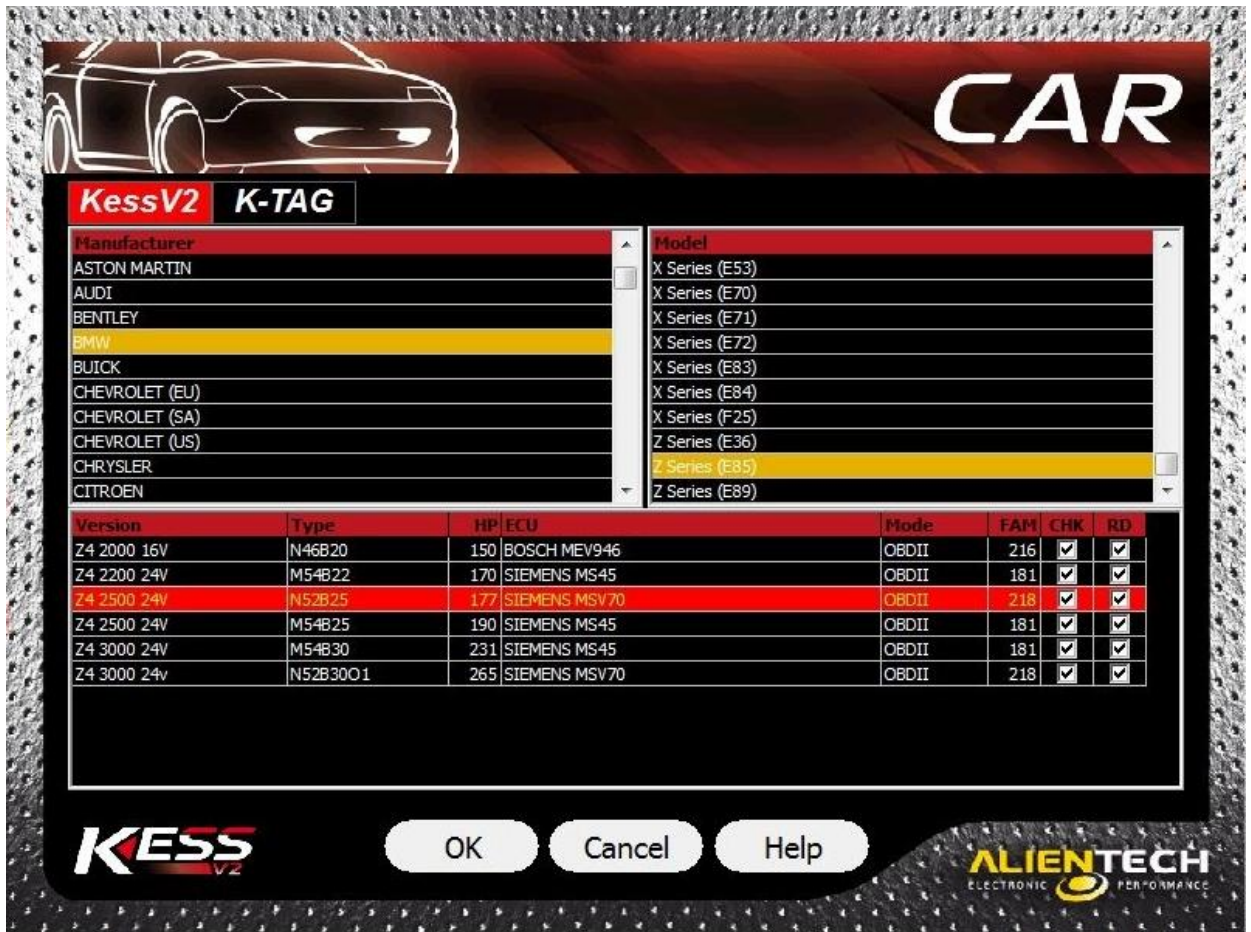 CAR
KessV2 K-TAG
Manufacturer
ASTON MARTIN
AUDI
BENTLEY
BMW
BUICK
CHEVROLET (EU)
CHEVROLET (SA)
CHEVROLET (US)
CHRYSLER
CITROEN
Model
X Series (E53)
X Series (E70)
X Series (E71)
X Series (E72)
X Series (E83)
X Series (E84)
X Series (F25)
Z Series (E36)
Z Series (E85)
Z Series (E89)
Version Type HP ECU Mode FAM CHK RD
Z4 2000 16V N46B20 150 BOSCH MEV946 OBDII 216
Z4 2200 24V M54B22 170 SIEMENS MS45 OBDII 181
Z4 2500 24V N52B25 177 SIEMENS MSV70 OBDII 218
Z4 2500 24V M54B25 190 SIEMENS MS45 OBDII 181
Z4 3000 24V M54B30 231 SIEMENS MS45 OBDII 181
Z4 3000 24v N52B30O1 265 SIEMENS MSV70 OBDII 218
KESS V2
OK Cancel Help
ALIENTECH
ELECTRONIC PERFORMANCE